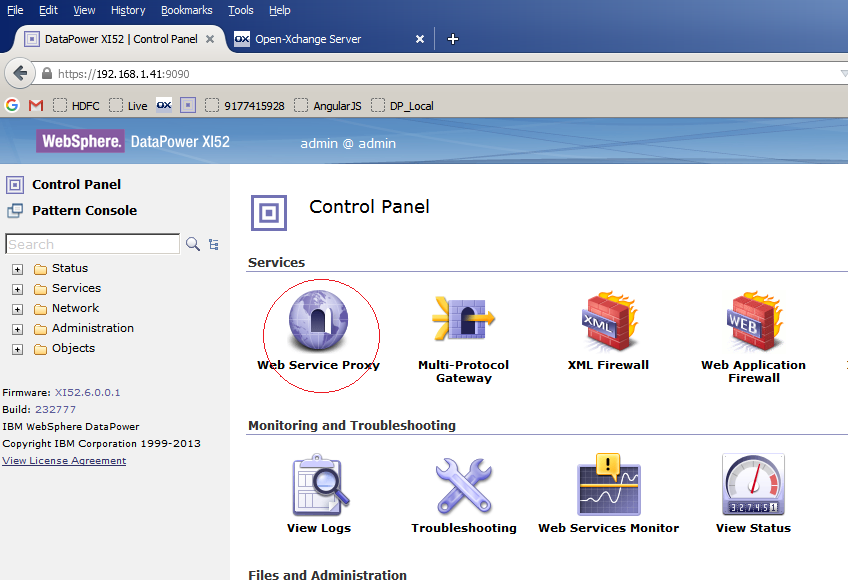 File Edit View History Bookmarks Tools Help
DataPower XI52 | Control Panel × OX Open-Xchange Server × +
https://192.168.1.41:9090
G M HDFC Live OX 9177415928 AngularJS DP_Local
WebSphere. DataPower XI52 admin @ admin
Control Panel
Pattern Console
Search
Status
Services
Network
Administration
Objects
Firmware: XI52.6.0.0.1
Build: 232777
IBM WebSphere DataPower
Copyright IBM Corporation 1999-2013
View License Agreement
Control Panel
Services
XML WEB
Web Service Proxy Multi-Protocol Gateway XML Firewall Web Application Firewall
Monitoring and Troubleshooting
3 2 7 4 5 1
View Logs Troubleshooting Web Services Monitor View Status
Files and Administration